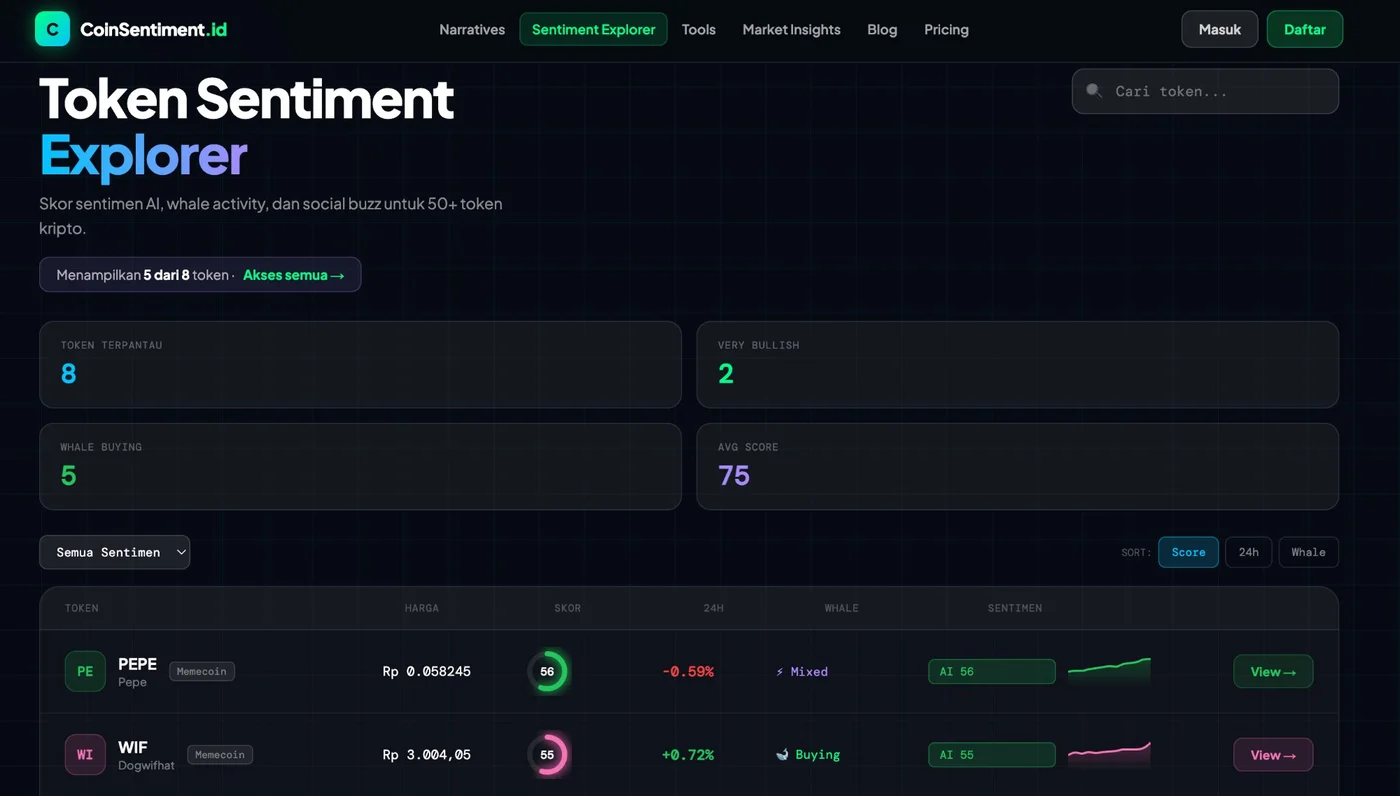 C CoinSentiment.id Narratives Sentiment Explorer Tools Market Insights Blog Pricing Masuk Daftar
Token Sentiment
Explorer
Cari token...
Skor sentimen AI, whale activity, dan social buzz untuk 50+ token
kripto.
Menampilkan 5 dari 8 token · Akses semua →
TOKEN TERPANTAU
8
VERY BULLISH
2
WHALE BUYING
5
AVG SCORE
75
Semua Sentimen
SORT: Score 24h Whale
TOKEN HARGA SKOR 24H WHALE SENTIMEN
PE PEPE Memecoin Rp 0.058245 56 -0.59% ⚡ Mixed AI 56 View →
Pepe
WI WIF Memecoin Rp 3.004,05 55 +0.72% 🐋 Buying AI 55 View →
Dogwifhat